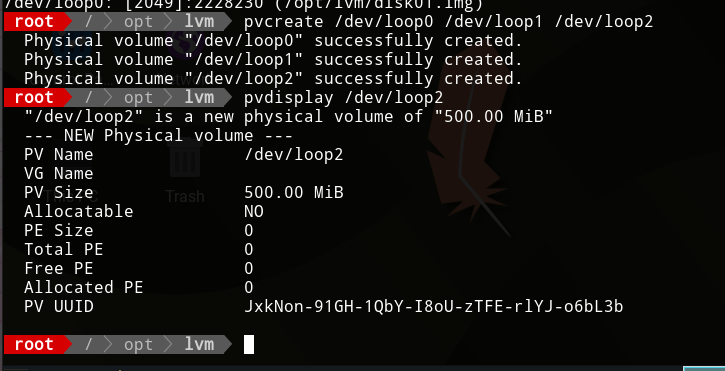 /dev/loop0: [2049]:2228230 (/opt/lvm/disk01.img)
root / opt lvm pvcreate /dev/loop0 /dev/loop1 /dev/loop2
Physical volume "/dev/loop0" successfully created.
Physical volume "/dev/loop1" successfully created.
Physical volume "/dev/loop2" successfully created.
root / opt lvm pvdisplay /dev/loop2
"/dev/loop2" is a new physical volume of "500.00 MiB"
--- NEW Physical volume ---
PV Name /dev/loop2
VG Name
PV Size 500.00 MiB
Trash
Allocatable NO
PE Size 0
Total PE 0
Free PE 0
Allocated PE 0
PV UUID JxkNon-91GH-1QbY-I8oU-zTFE-rlYJ-o6bL3b
root / opt lvm